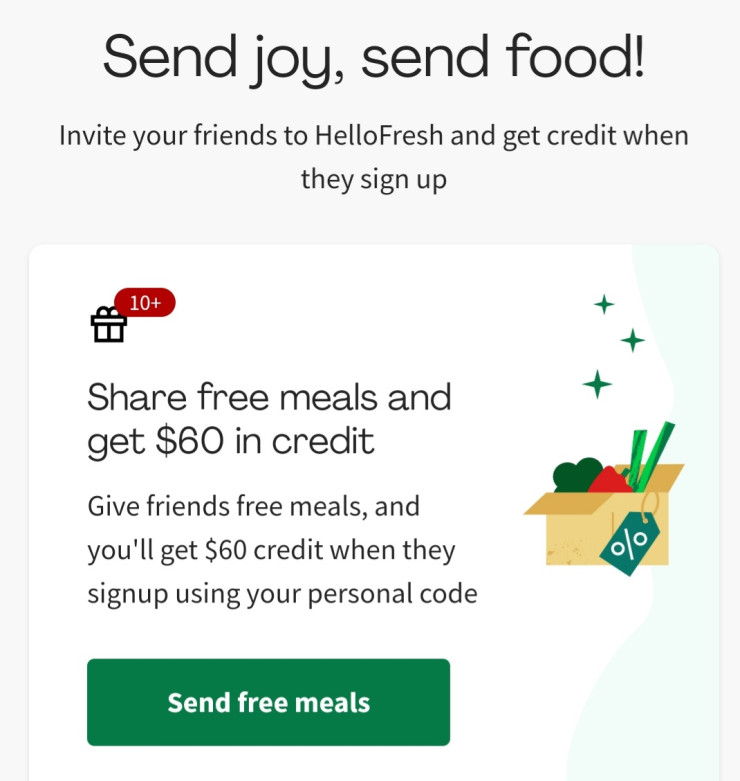 Send joy, send food!
Invite your friends to HelloFresh and get credit when
they sign up
10+
Share free meals and
get $60 in credit
Give friends free meals, and
you'll get $60 credit when they
signup using your personal code
%
Send free meals